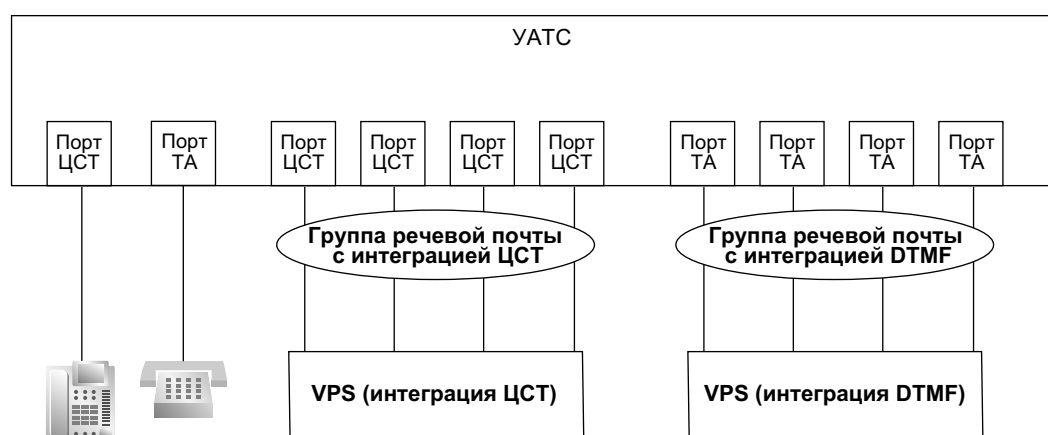 УАТС
Порт ЦСТ
Порт ТА
Порт ЦСТ
Порт ЦСТ
Порт ЦСТ
Порт ЦСТ
Порт ТА
Порт ТА
Порт ТА
Порт ТА
Группа речевой почты
с интеграцией ЦСТ
Группа речевой почты
с интеграцией DTMF
VPS (интеграция ЦСТ)
VPS (интеграция DTMF)